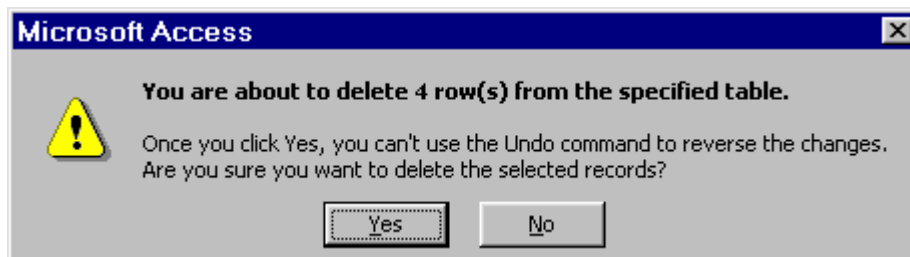 Microsoft Access
You are about to delete 4 row(s) from the specified table.
Once you click Yes, you can't use the Undo command to reverse the changes.
Are you sure you want to delete the selected records?
Yes No